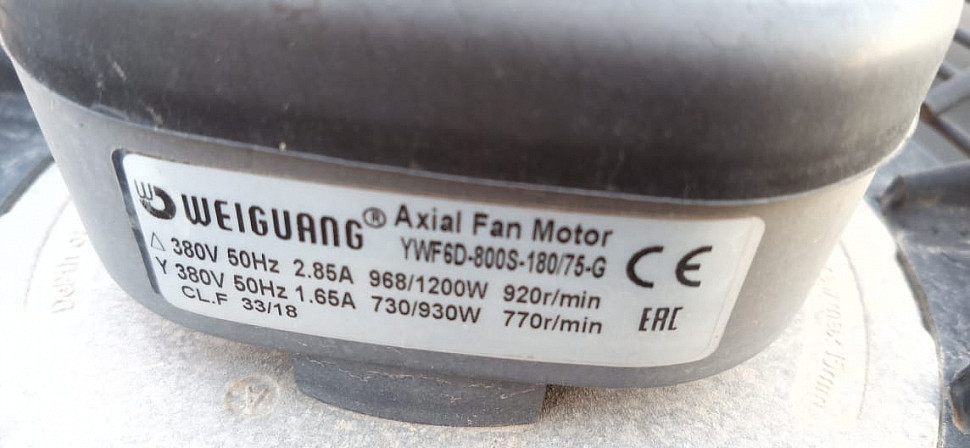 WEIGUANG® Axial Fan Motor
YWF6D-800S-180/75-G
△ 380V 50Hz 2.85A 968/1200W 920r/min
Y 380V 50Hz 1.65A 730/930W 770r/min
CL.F 33/18
CE
EAC